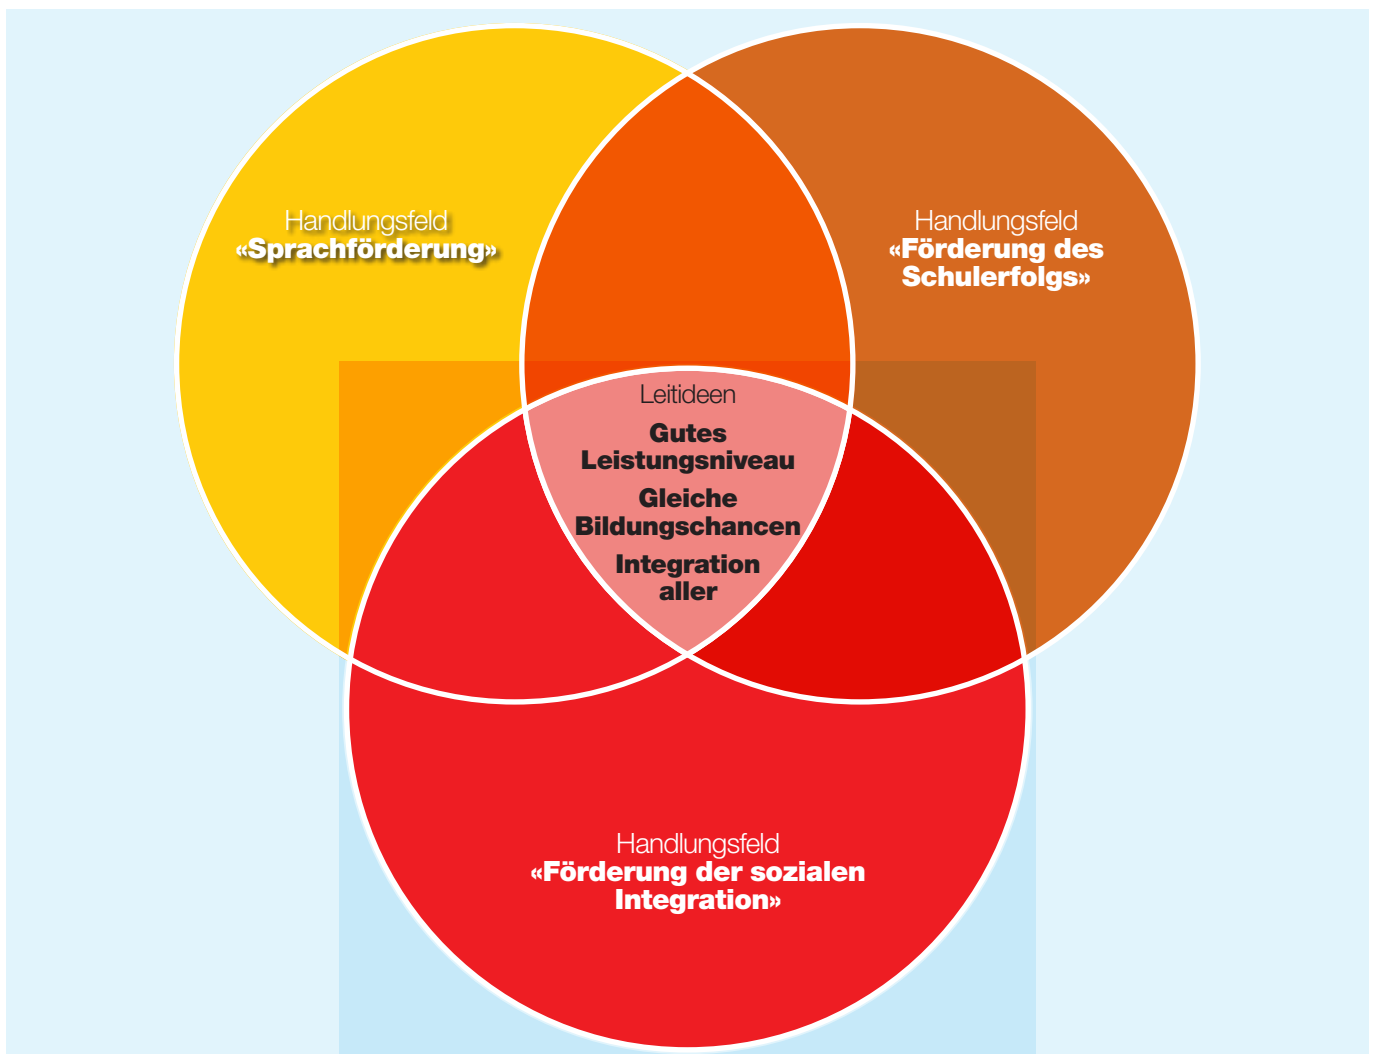 Handlungsfeld
«Sprachförderung»
Handlungsfeld
«Förderung des
Schulerfolgs»
Leitideen
Gutes
Leistungsniveau
Gleiche
Bildungschancen
Integration
aller
Handlungsfeld
«Förderung der sozialen
Integration»